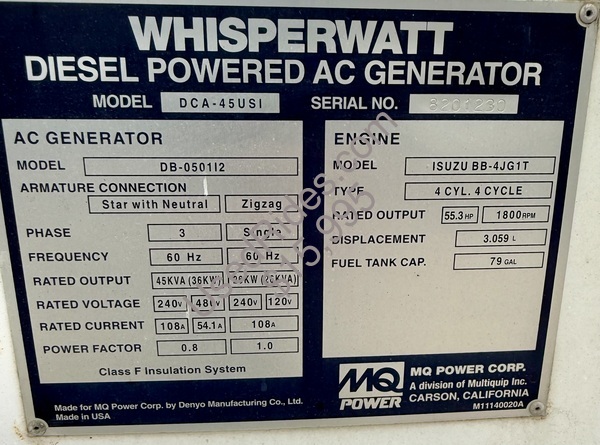 WHISPERWATT
DIESEL POWERED AC GENERATOR
MODEL DCA-45USI SERIAL NO. 8201230
AC GENERATOR
MODEL DB-0501I2
ARMATURE CONNECTION
Star with Neutral Zigzag
PHASE 3 Single
FREQUENCY 60 Hz 60 Hz
RATED OUTPUT 45KVA (36KW) 26KW (26KVA)
RATED VOLTAGE 240V 480V 240V 120V
RATED CURRENT 108A 54.1A 108A
POWER FACTOR 0.8 1.0
Class F Insulation System
Made for MQ Power Corp. by Denyo Manufacturing Co., Ltd.
Made in USA
ENGINE
MODEL ISUZU BB-4JG1T
TYPE 4 CYL. 4 CYCLE
RATED OUTPUT 55.3 HP 1800 RPM
DISPLACEMENT 3.059 L
FUEL TANK CAP. 79 GAL
MQ POWER
MQ POWER CORP.
A division of Multiquip Inc.
CARSON, CALIFORNIA
M11140020A